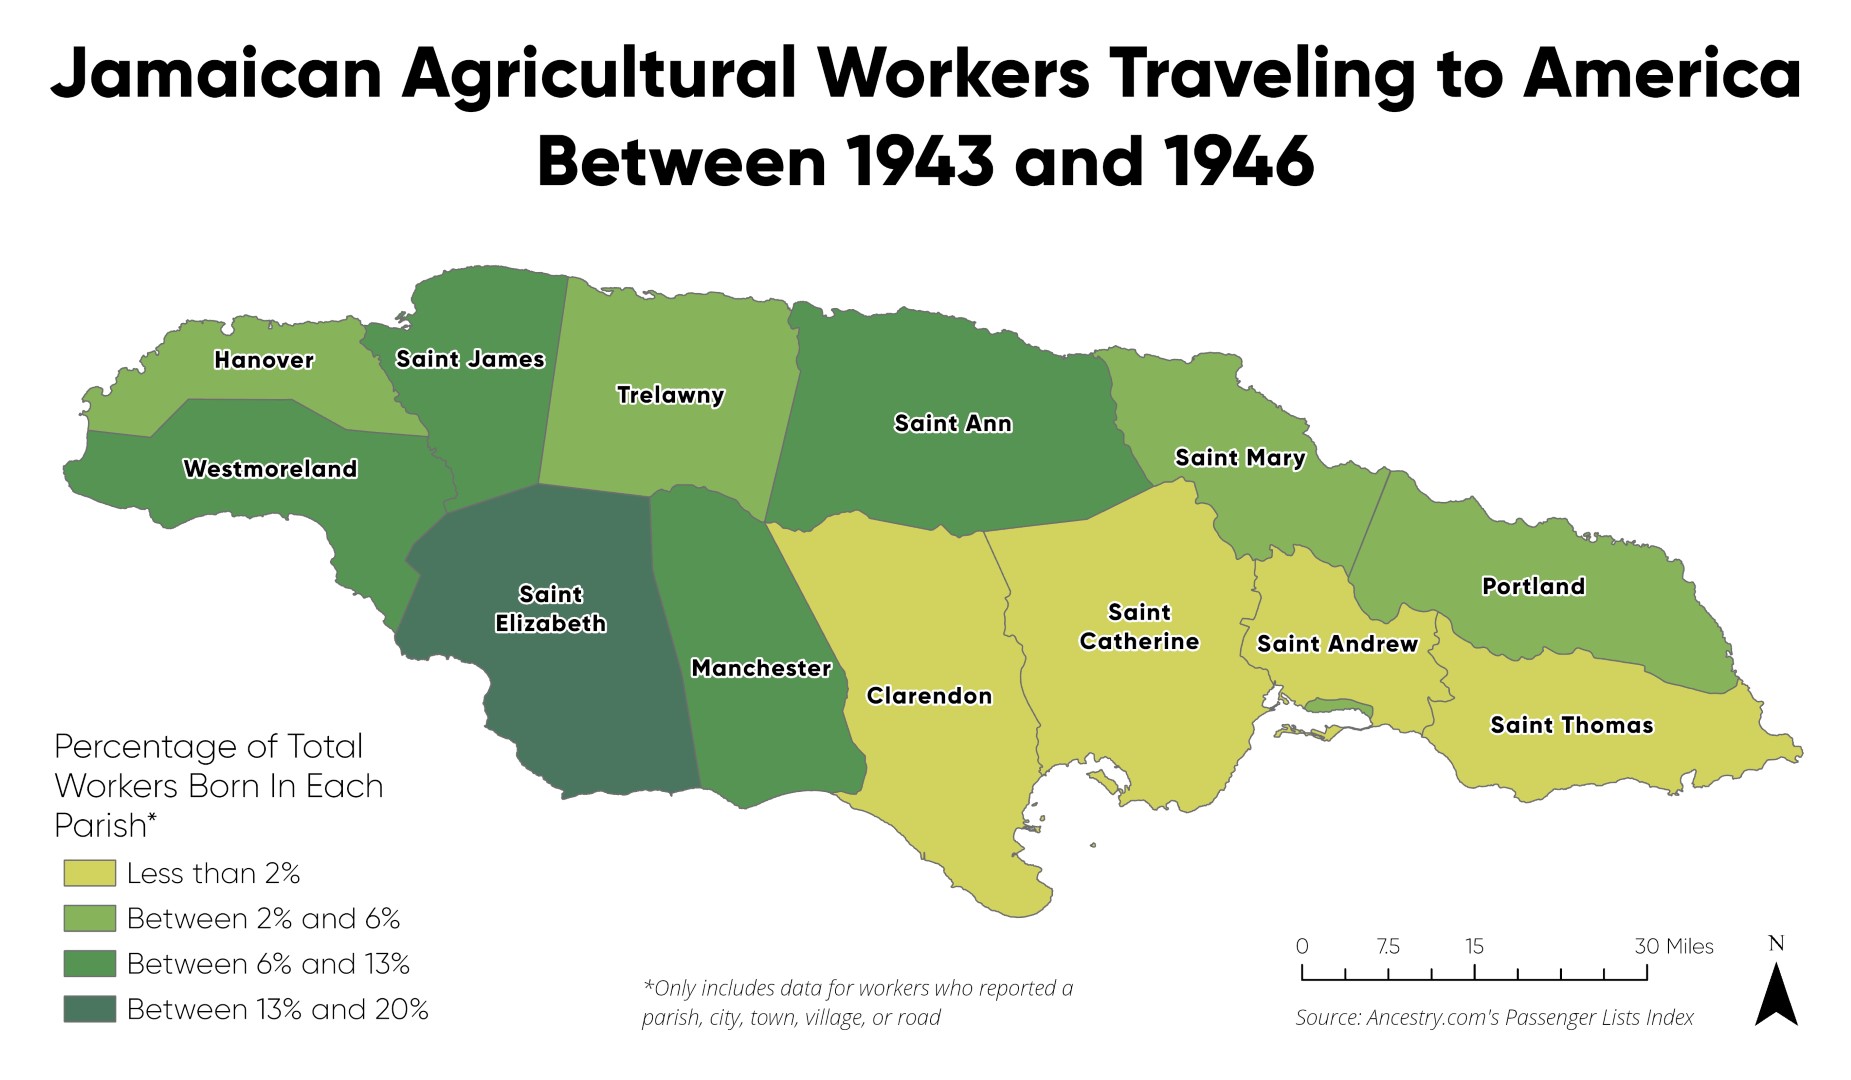 Jamaican Agricultural Workers Traveling to America
Between 1943 and 1946
Hanover
Saint James
Trelawny
Saint Ann
Westmoreland
Saint Mary
Saint
Elizabeth
Portland
Saint
Catherine
Saint Andrew
Manchester
Clarendon
Saint Thomas
Percentage of Total
Workers Born In Each
Parish*
Less than 2%
Between 2% and 6%
Between 6% and 13%
Between 13% and 20%
*Only includes data for workers who reported a
parish, city, town, village, or road
0 7.5 15 30 Miles
N
Source: Ancestry.com's Passenger Lists Index